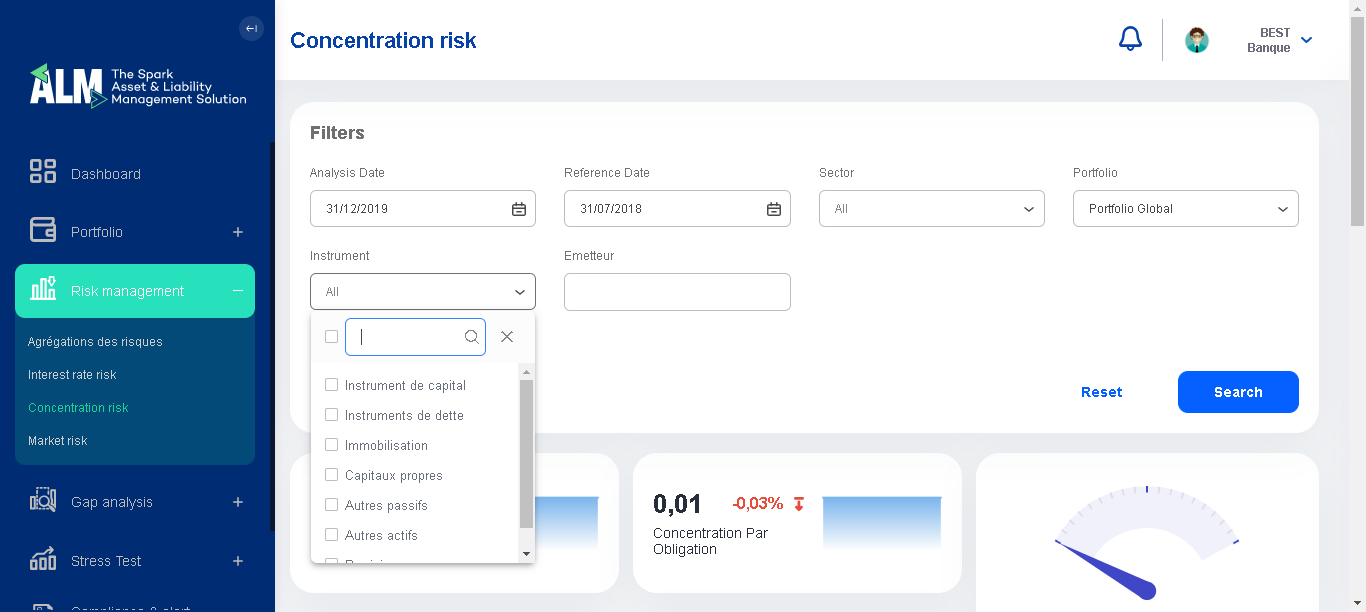 ALM
The Spark
Asset & Liability
Management Solution
Dashboard
Portfolio
Risk management
Agrégations des risques
Interest rate risk
Concentration risk
Market risk
Gap analysis
Stress Test
Concentration risk
BEST
Banque
Filters
Analysis Date
31/12/2019
Reference Date
31/07/2018
Sector
All
Portfolio
Portfolio Global
Instrument
All
Emetteur
Instrument de capital
Instruments de dette
Immobilisation
Capitaux propres
Autres passifs
Autres actifs
Reset
Search
0,01
-0,03%
Concentration Par
Obligation